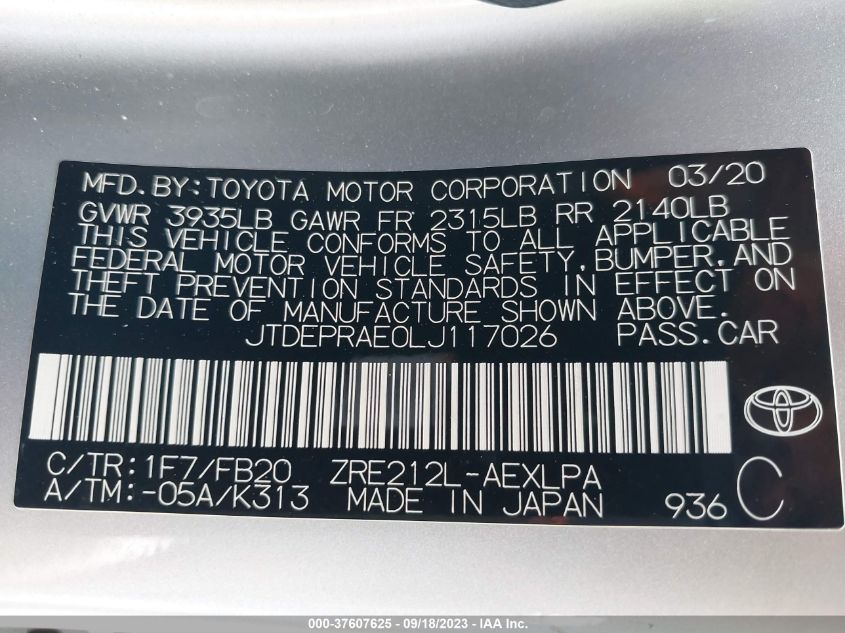 MFD.BY:TOYOTA MOTOR CORPORATION 03/20
GVWR 3935LB GAWR FR 2315LB RR 2140LB
THIS VEHICLE CONFORMS TO ALL APPLICABLE
FEDERAL MOTOR VEHICLE SAFETY,BUMPER,AND
THEFT PREVENTION STANDARDS IN EFFECT ON
THE DATE OF MANUFACTURE SHOWN ABOVE.
JTDEPRAE0LJ117026 PASS.CAR
C/TR:1F7/FB20 ZRE212L-AEXLPA
A/TM:-05A/K313 MADE IN JAPAN 936 C
000-37607625 - 09/18/2023 - IAA Inc.